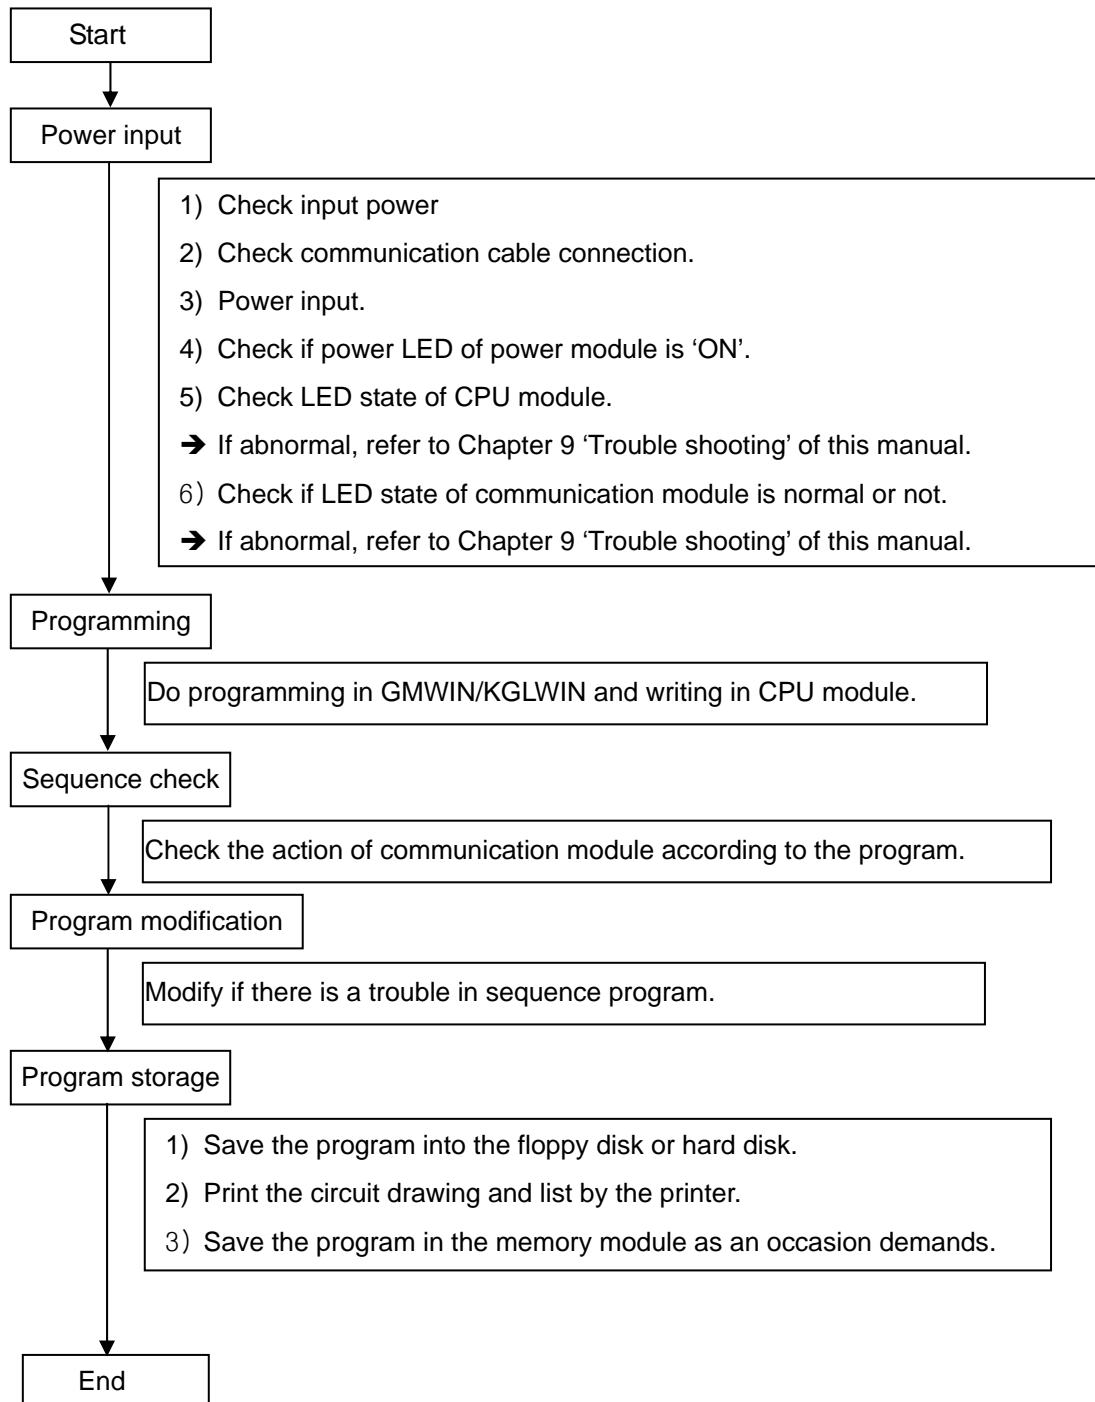 Start
Power input
1) Check input power
2) Check communication cable connection.
3) Power input.
4) Check if power LED of power module is ‘ON’.
5) Check LED state of CPU module.
➔ If abnormal, refer to Chapter 9 ‘Trouble shooting’ of this manual.
6) Check if LED state of communication module is normal or not.
➔ If abnormal, refer to Chapter 9 ‘Trouble shooting’ of this manual.
Programming
Do programming in GMWIN/KGLWIN and writing in CPU module.
Sequence check
Check the action of communication module according to the program.
Program modification
Modify if there is a trouble in sequence program.
Program storage
1) Save the program into the floppy disk or hard disk.
2) Print the circuit drawing and list by the printer.
3) Save the program in the memory module as an occasion demands.
End